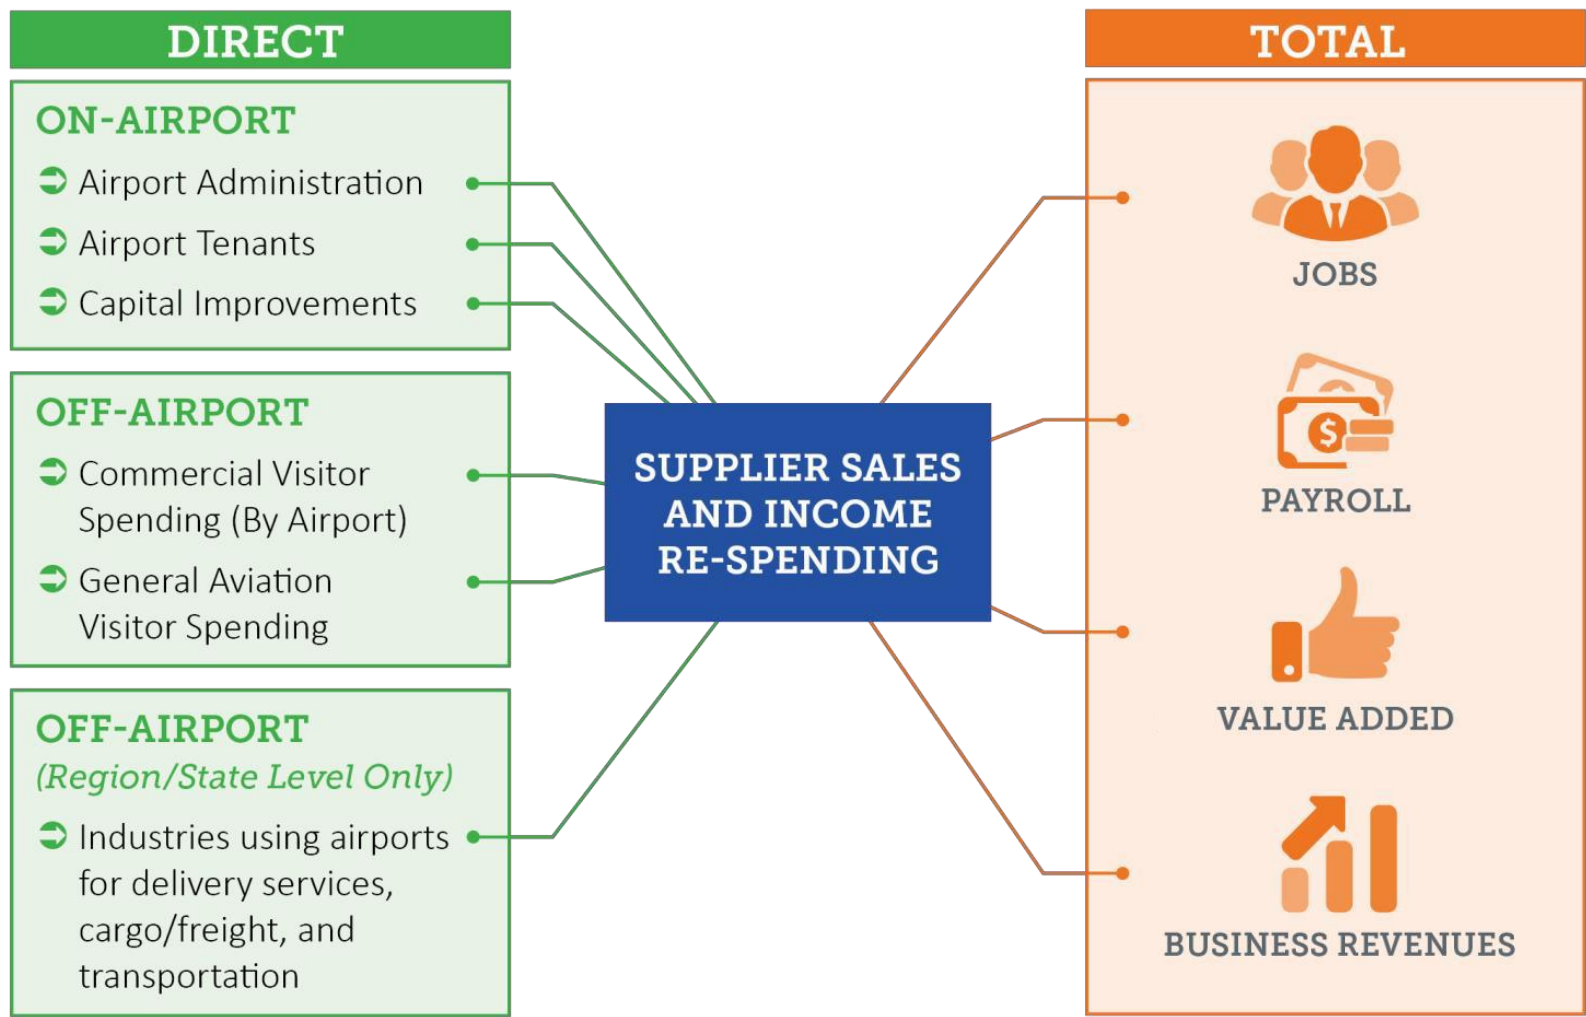 DIRECT
ON-AIRPORT
Airport Administration
Airport Tenants
Capital Improvements
OFF-AIRPORT
Commercial Visitor
Spending (By Airport)
General Aviation
Visitor Spending
OFF-AIRPORT
(Region/State Level Only)
Industries using airports
for delivery services,
cargo/freight, and
transportation
SUPPLIER SALES
AND INCOME
RE-SPENDING
TOTAL
JOBS
$
PAYROLL
VALUE ADDED
BUSINESS REVENUES